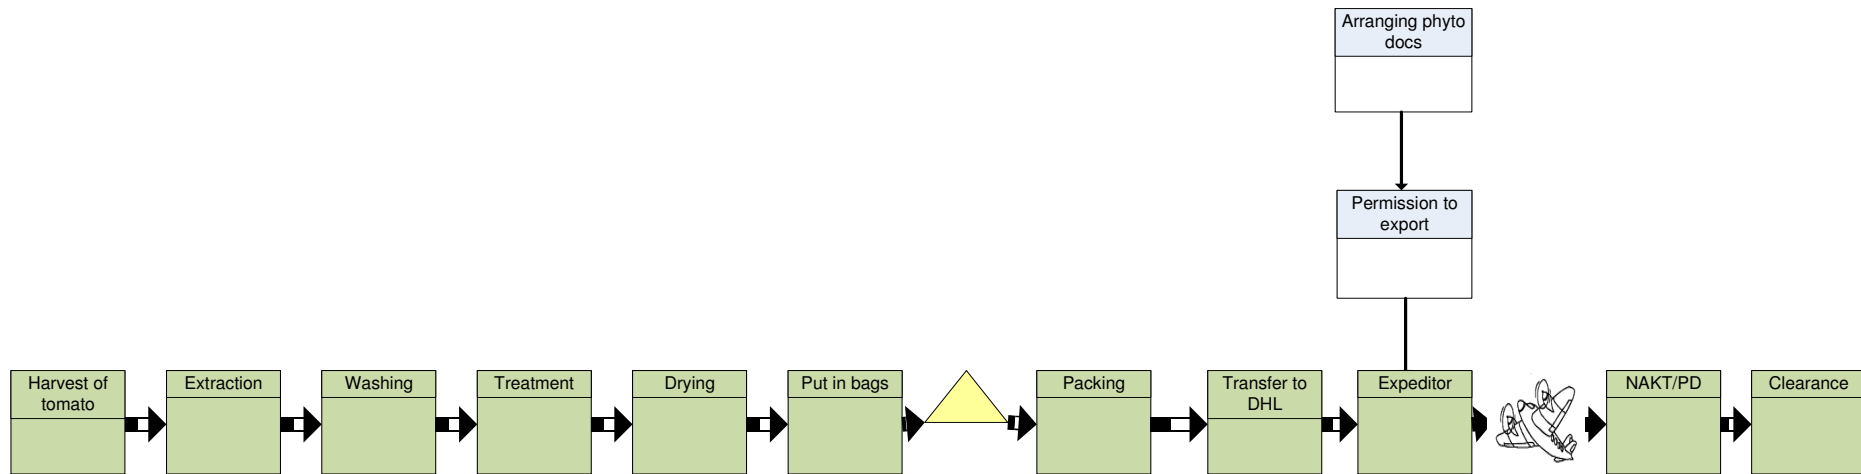 Arranging phyto
docs
Permission to
export
Harvest of
tomato
Extraction
Washing
Treatment
Drying
Put in bags
Packing
Transfer to
DHL
Expeditor
NAKT/PD
Clearance